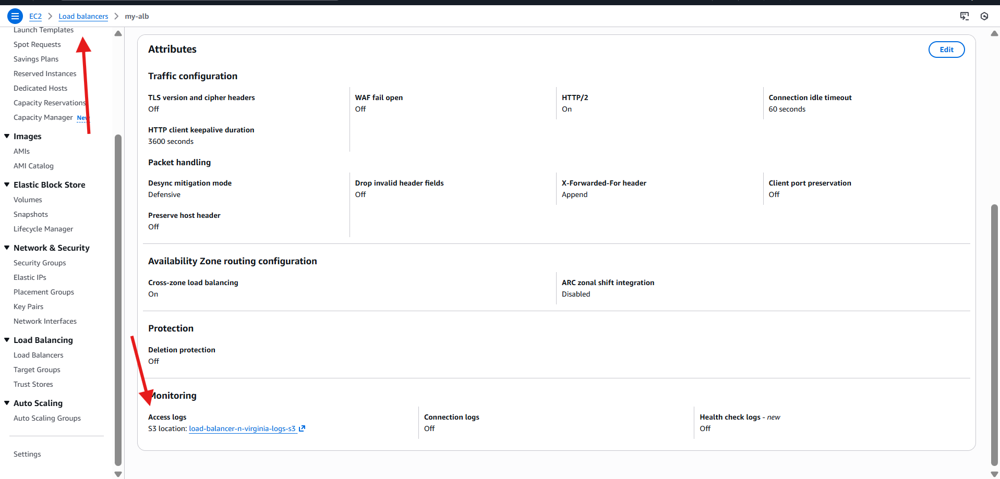 EC2 > Load balancers > my-alb
Launch Templates
Spot Requests
Savings Plans
Reserved Instances
Dedicated Hosts
Capacity Reservations
Capacity Manager New
Images
AMIs
AMI Catalog
Elastic Block Store
Volumes
Snapshots
Lifecycle Manager
Network & Security
Security Groups
Elastic IPs
Placement Groups
Key Pairs
Network Interfaces
Load Balancing
Load Balancers
Target Groups
Trust Stores
Auto Scaling
Auto Scaling Groups
Settings
Attributes
Edit
Traffic configuration
TLS version and cipher headers
Off
WAF fail open
Off
HTTP/2
On
Connection idle timeout
60 seconds
HTTP client keepalive duration
3600 seconds
Packet handling
Desync mitigation mode
Defensive
Drop invalid header fields
Off
X-Forwarded-For header
Append
Client port preservation
Off
Preserve host header
Off
Availability Zone routing configuration
Cross-zone load balancing
On
ARC zonal shift integration
Disabled
Protection
Deletion protection
Off
Monitoring
Access logs
S3 location: load-balancer-n-virginia-logs-s3
Connection logs
Off
Health check logs - new
Off